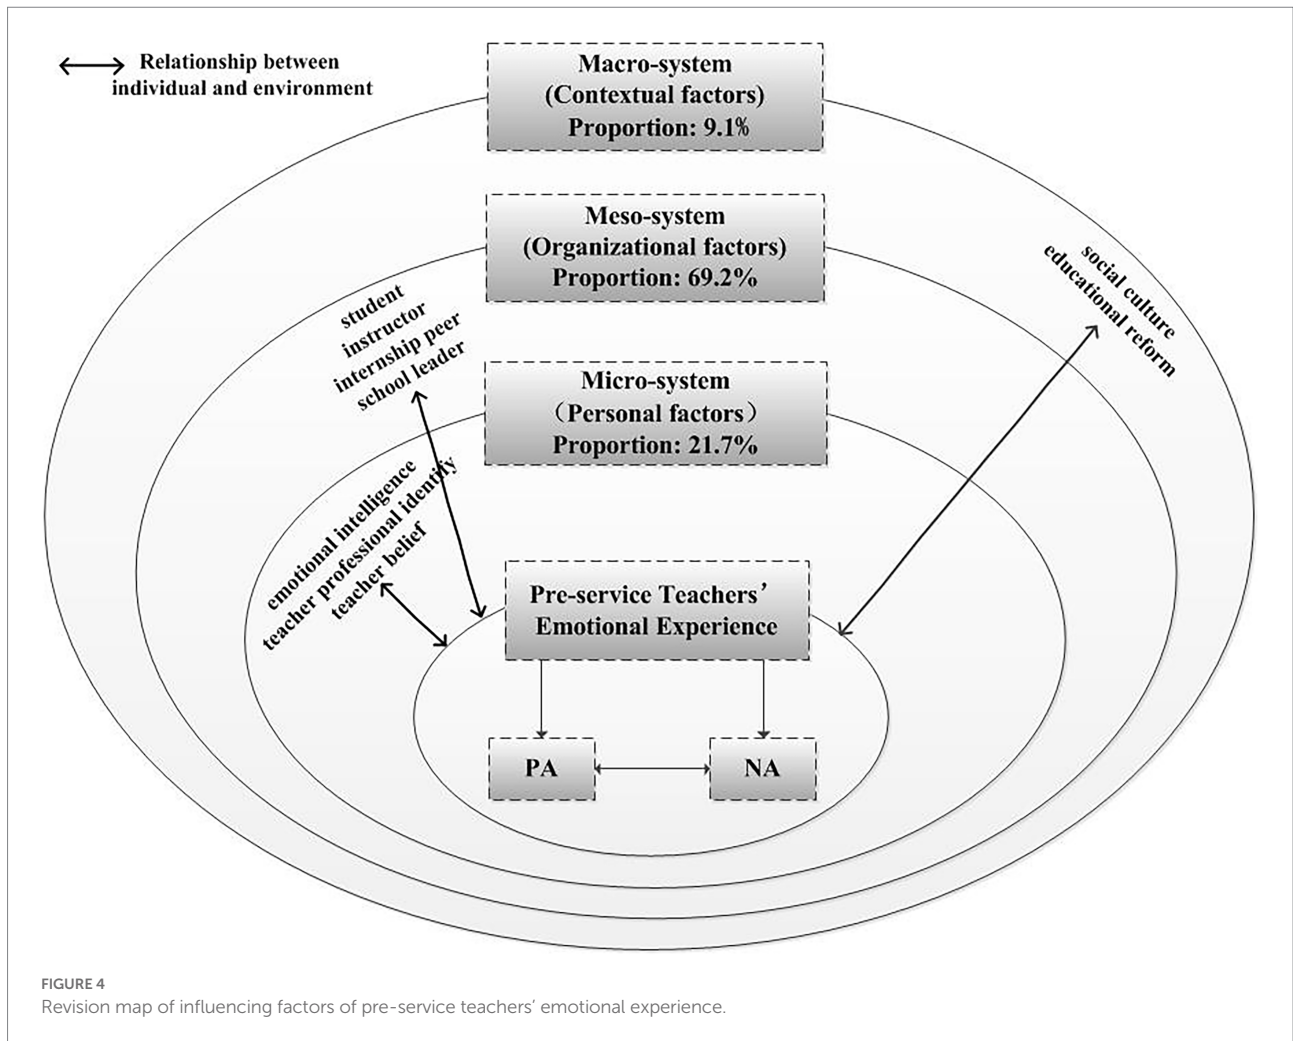 Relationship between
individual and environment
Macro-system
(Contextual factors)
Proportion: 9.1%
Meso-system
(Organizational factors)
Proportion: 69.2%
student
instructor
internship peer
school leader
social culture
educational reform
Micro-system
（Personal factors）
Proportion: 21.7%
emotional intelligence
teacher professional identify
teacher belief
Pre-service Teachers’
Emotional Experience
PA
NA
FIGURE 4
Revision map of influencing factors of pre-service teachers’ emotional experience.